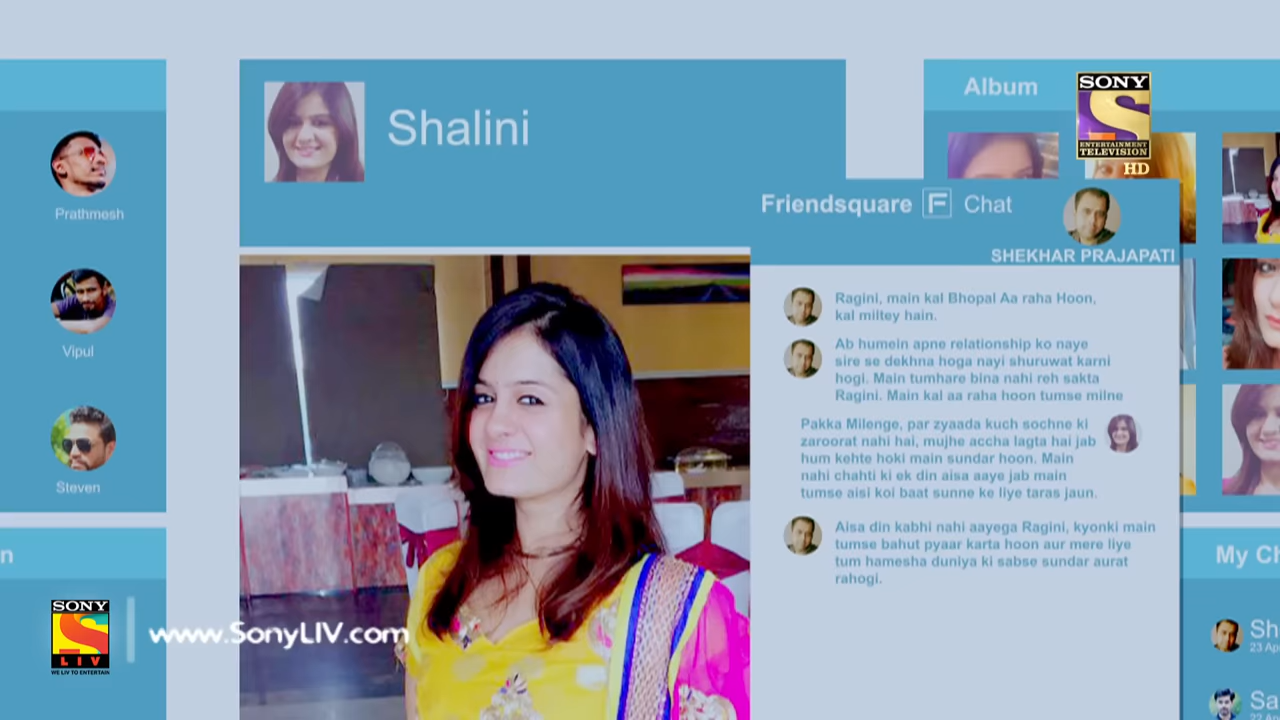 Prathmesh
Vipul
Steven
n
Shalini
Album
SONY
ENTERTAINMENT
TELEVISION
HD
Friendsquare F Chat
SHEKHAR PRAJAPATI
Ragini, main kal Bhopal Aa raha Hoon,
kal miltey hain.
Ab humein apne relationship ko naye
sire se dekhna hoga nayi shuruwat karni
hogi. Main tumhare bina nahi reh sakta
Ragini. Main kal aa raha hoon tumse milne
Pakka Milenge, par zyaada kuch sochne ki
zaroorat nahi hai, mujhe accha lagta hai jab
hum kehte hoki main sundar hoon. Main
nahi chahti ki ek din aisa aaye jab main
tumse aisi koi baat sunne ke liye taras jaun.
Aisa din kabhi nahi aayega Ragini, kyonki main
tumse bahut pyaar karta hoon aur mere liye
tum hamesha duniya ki sabse sundar aurat
rahogi.
My Ch
Sh
23 Ap
Sa
SONY
LIV
WE LIV TO ENTERTAIN
www.SonyLIV.com